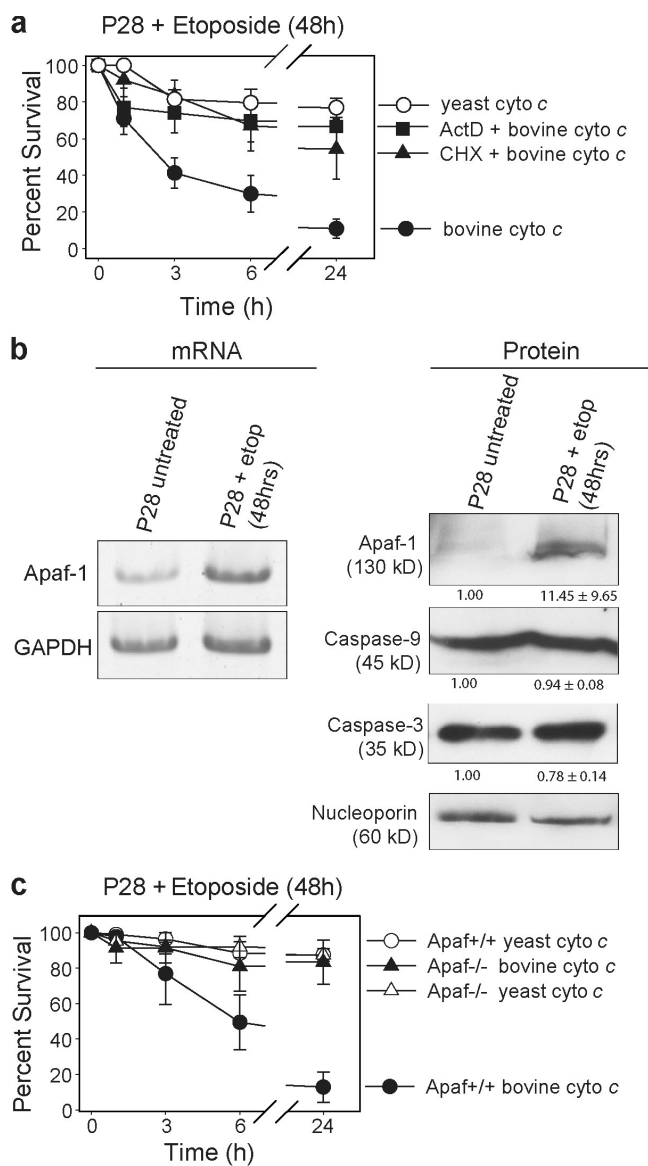 a
P28 + Etoposide (48h)
Percent Survival
100
80
60
40
20
0
0
3
6
24
Time (h)
yeast cyto c
ActD + bovine cyto c
CHX + bovine cyto c
bovine cyto c
b
mRNA
Protein
P28 untreated
P28 + etop
(48hrs)
P28 untreated
P28 + etop
(48hrs)
Apaf-1
GAPDH
Apaf-1
(130 kD)
1.00
11.45 ± 9.65
Caspase-9
(45 kD)
1.00
0.94 ± 0.08
Caspase-3
(35 kD)
1.00
0.78 ± 0.14
Nucleoporin
(60 kD)
c
P28 + Etoposide (48h)
Percent Survival
100
80
60
40
20
0
0
3
6
24
Time (h)
Apaf+/+ yeast cyto c
Apaf-/- bovine cyto c
Apaf-/- yeast cyto c
Apaf+/+ bovine cyto c